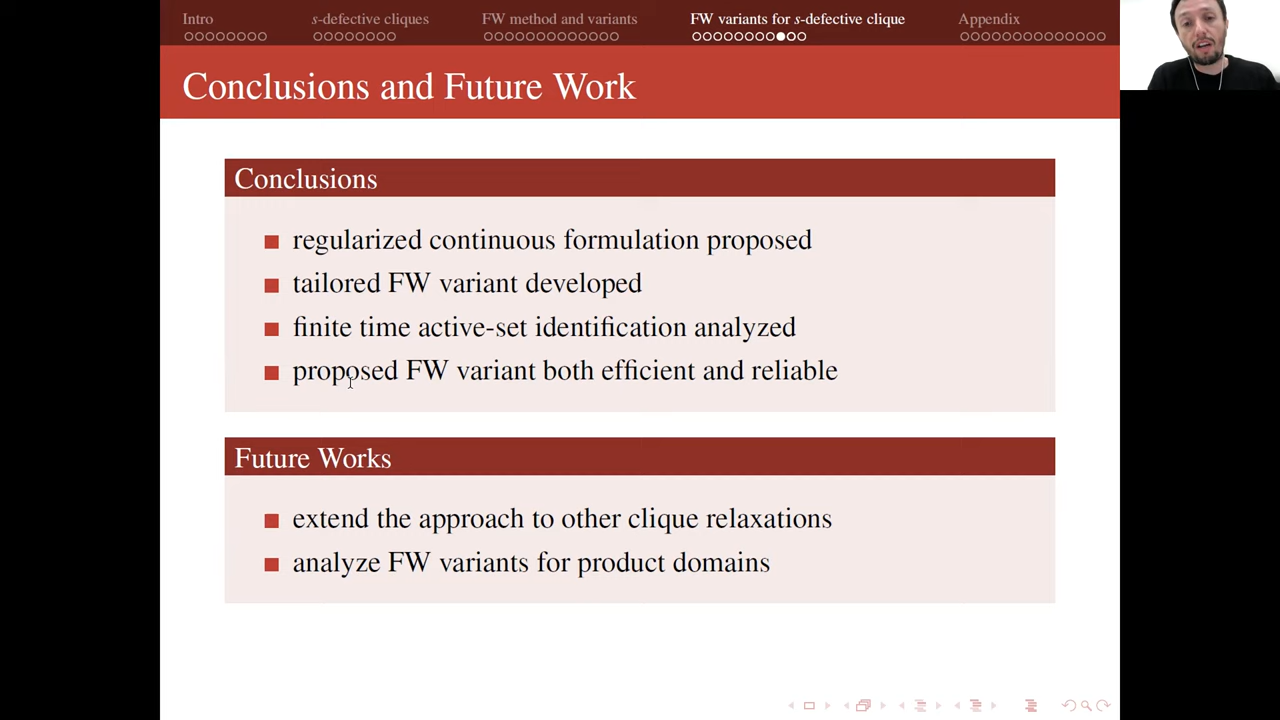 Intro
s-defective cliques
FW method and variants
FW variants for s-defective clique
Appendix
Conclusions and Future Work
Conclusions
regularized continuous formulation proposed
tailored FW variant developed
finite time active-set identification analyzed
proposed FW variant both efficient and reliable
Future Works
extend the approach to other clique relaxations
analyze FW variants for product domains